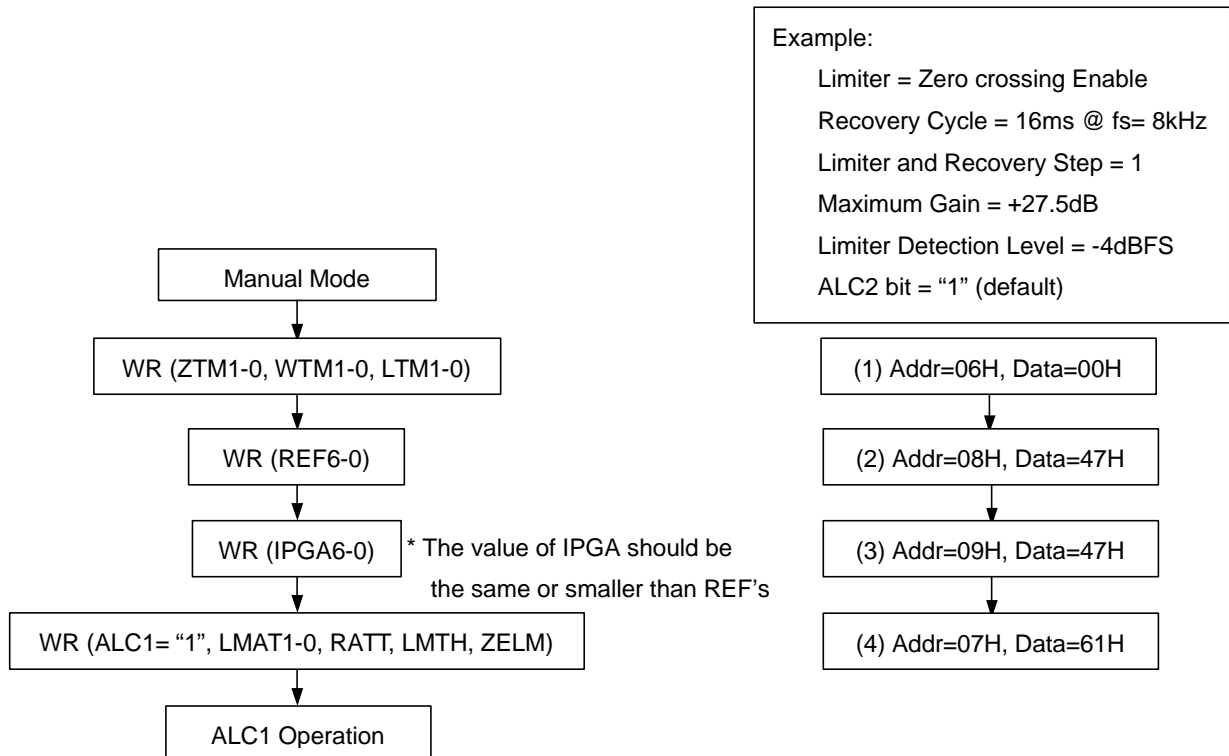 Example:
Limiter = Zero crossing Enable
Recovery Cycle = 16ms @ fs= 8kHz
Limiter and Recovery Step = 1
Maximum Gain = +27.5dB
Limiter Detection Level = -4dBFS
ALC2 bit = “1” (default)
Manual Mode
WR (ZTM1-0, WTM1-0, LTM1-0)
WR (REF6-0)
WR (IPGA6-0)
* The value of IPGA should be
the same or smaller than REF’s
WR (ALC1= “1”, LMAT1-0, RATT, LMTH, ZELM)
ALC1 Operation
(1) Addr=06H, Data=00H
(2) Addr=08H, Data=47H
(3) Addr=09H, Data=47H
(4) Addr=07H, Data=61H